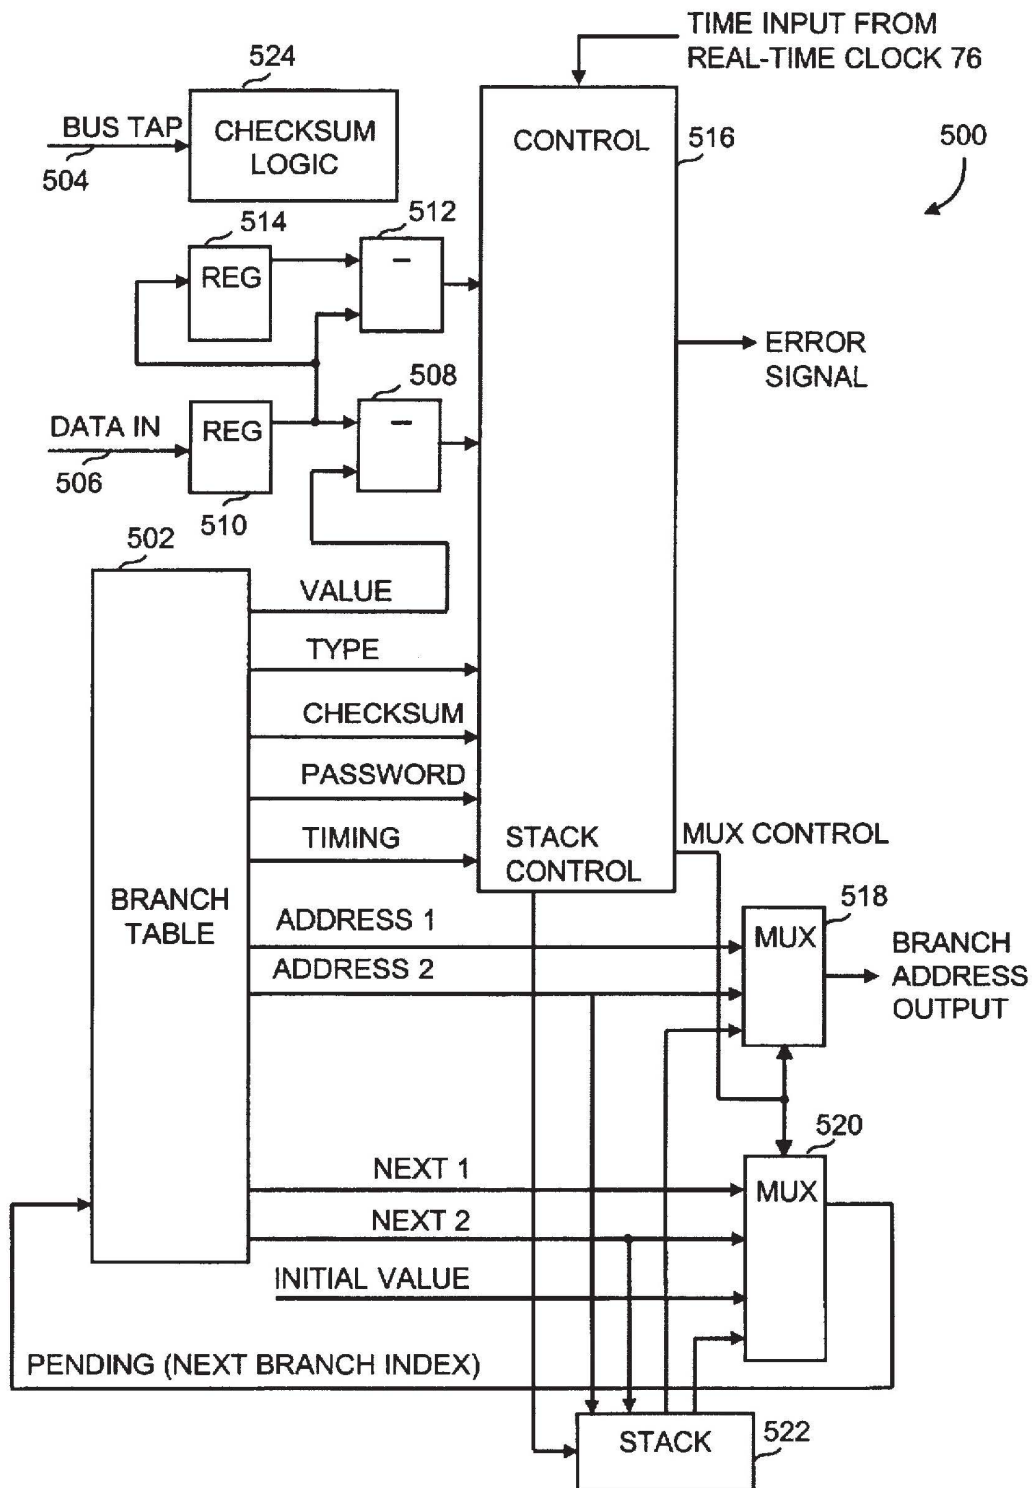 TIME INPUT FROM
REAL-TIME CLOCK 76
524
BUS TAP
504
CHECKSUM
LOGIC
CONTROL
516
500
514
REG
512
–
ERROR
SIGNAL
508
–
DATA IN
506
REG
510
502
VALUE
TYPE
CHECKSUM
PASSWORD
TIMING
STACK
CONTROL
MUX CONTROL
BRANCH
TABLE
ADDRESS 1
ADDRESS 2
518
MUX
BRANCH
ADDRESS
OUTPUT
520
NEXT 1
MUX
NEXT 2
INITIAL VALUE
PENDING (NEXT BRANCH INDEX)
STACK
522